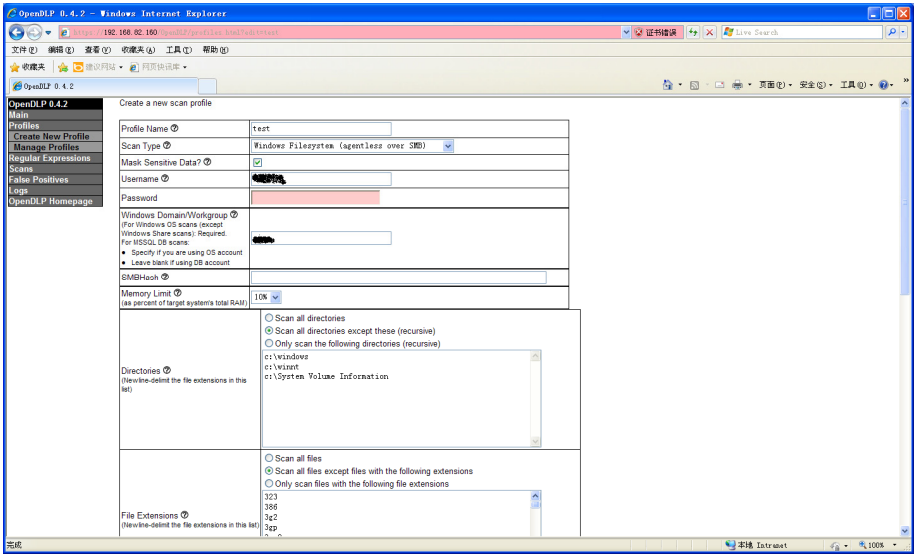 OpenDLP 0.4.2 - Windows Internet Explorer
https://192.168.82.160/OpenDLP/profiles.html?edit=test
证书错误
Live Search
文件(F) 编辑(E) 查看(V) 收藏夹(A) 工具(T) 帮助(H)
收藏夹 建议网站 网页快讯库
OpenDLP 0.4.2
页面(P) 安全(S) 工具(O)
OpenDLP 0.4.2
Main
Profiles
Create New Profile
Manage Profiles
Regular Expressions
Scans
False Positives
Logs
OpenDLP Homepage
Create a new scan profile
Profile Name test
Scan Type Windows Filesystem (agentless over SMB)
Mask Sensitive Data?
Username
Password
Windows Domain/Workgroup
(For Windows OS scans (except
Windows Share scans): Required.
For MSSQL DB scans:
• Specify if you are using OS account
• Leave blank if using DB account
SMBHash
Memory Limit
(as percent of target system's total RAM)
10%
Directories
(Newline-delimit the file extensions in this
list)
Scan all directories
Scan all directories except these (recursive)
Only scan the following directories (recursive)
c:\windows
c:\winnt
c:\System Volume Information
File Extensions
(Newline-delimit the file extensions in this list)
Scan all files
Scan all files except files with the following extensions
Only scan files with the following file extensions
323
386
3g2
3gp
完成
本地 Intranet
100%